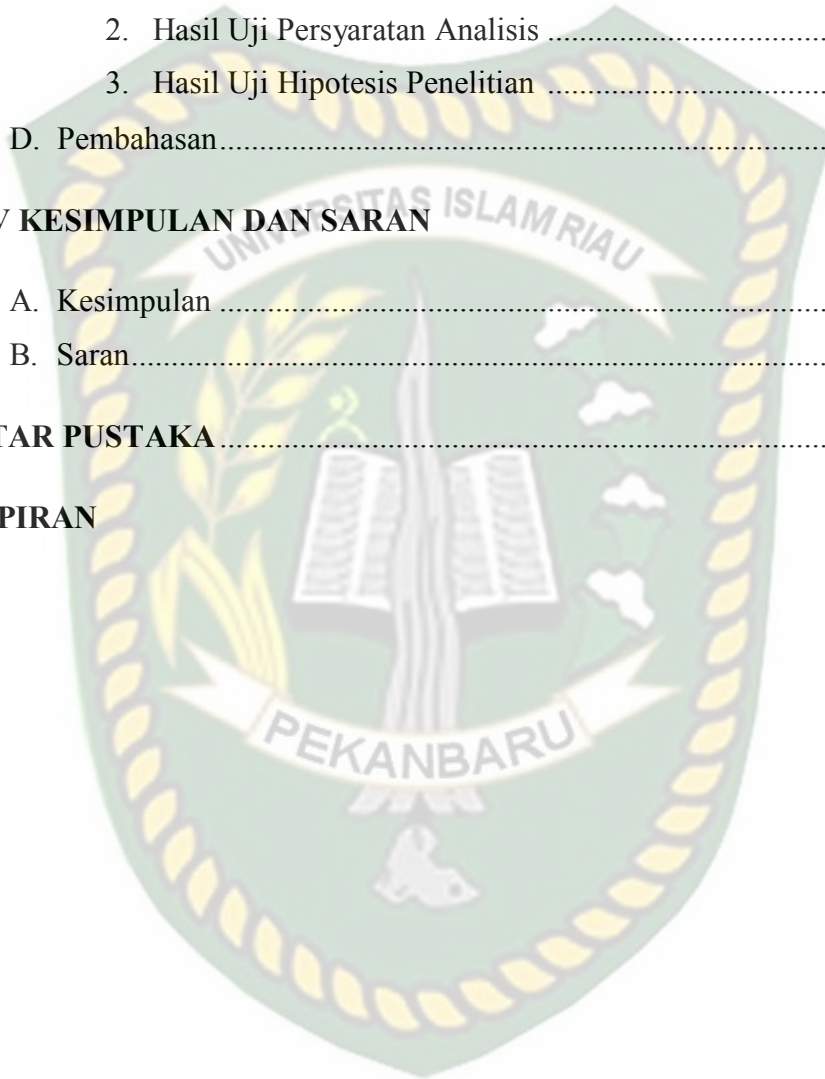 2. Hasil Uji Persyaratan Analisis ....................................
3. Hasil Uji Hipotesis Penelitian ....................................
D. Pembahasan................................................................................
V KESIMPULAN DAN SARAN
UNIVERSITAS ISLAM RIAU
A. Kesimpulan ................................................................................
B. Saran............................................................................................
TAR PUSTAKA..............................................................................
PIRAN
PEKANBARU